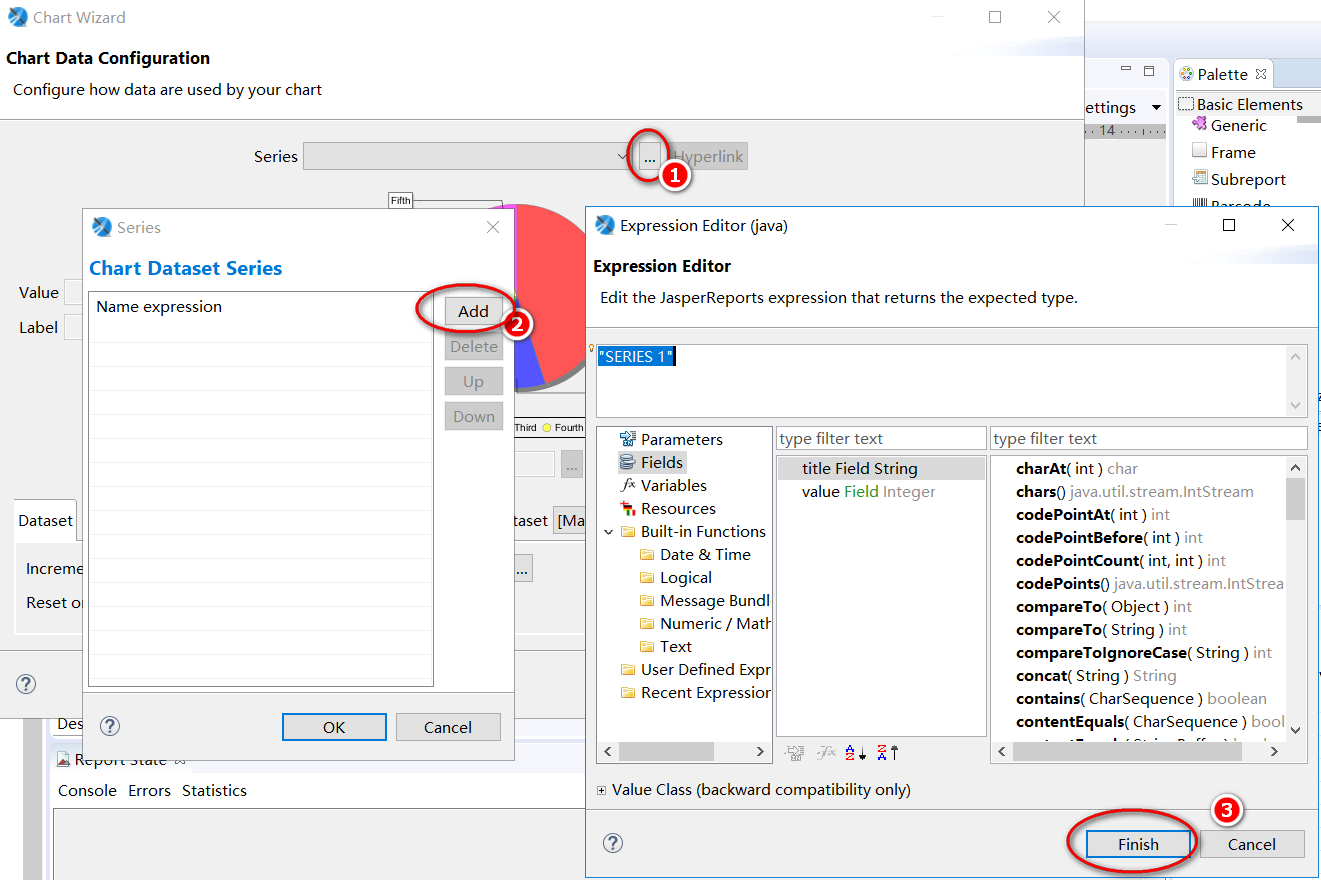 Chart Wizard
Chart Data Configuration
Configure how data are used by your chart
Series
...
Hyperlink
1
Fifth
Value
Label
Third
Fourth
...
Dataset
taset
[Ma
Increme
...
Reset o
ettings
14
Palette
Basic Elements
Generic
Frame
Subreport
Barcode
Series
Chart Dataset Series
Name expression
Add
2
Delete
Up
Down
?
OK
Cancel
Expression Editor (java)
Expression Editor
Edit the JasperReports expression that returns the expected type.
"SERIES 1"
Parameters
Fields
Variables
Resources
Built-in Functions
Date & Time
Logical
Message Bundl
Numeric / Math
Text
User Defined Expr
Recent Expression
type filter text
title Field String
value Field Integer
type filter text
charAt( int ) char
chars() java.util.stream.IntStream
codePointAt( int ) int
codePointBefore( int ) int
codePointCount( int, int ) int
codePoints() java.util.stream.IntStrea
compareTo( Object ) int
compareTo( String ) int
compareToIgnoreCase( String ) int
concat( String ) String
contains( CharSequence ) boolean
contentEquals( CharSequence ) bool
Value Class (backward compatibility only)
3
?
Finish
Cancel
?
Des
Report State
Console Errors Statistics